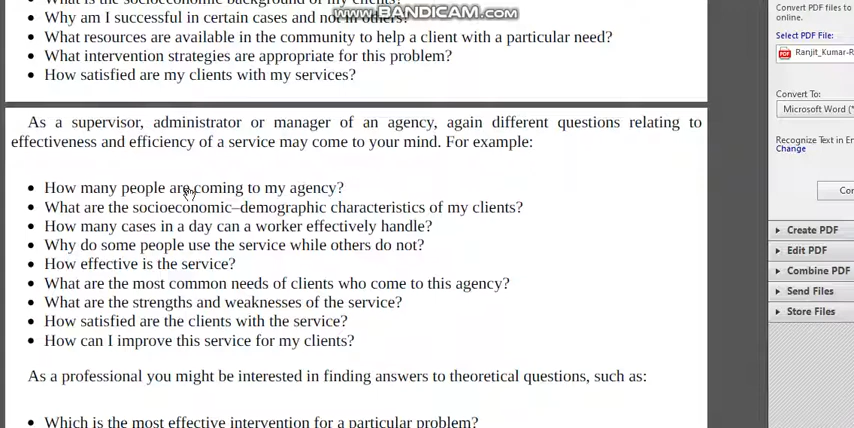 www.BANDICAM.com
• What is the socioeconomic background of my clients?
• Why am I successful in certain cases and not in others?
• What resources are available in the community to help a client with a particular need?
• What intervention strategies are appropriate for this problem?
• How satisfied are my clients with my services?
As a supervisor, administrator or manager of an agency, again different questions relating to
effectiveness and efficiency of a service may come to your mind. For example:
• How many people are coming to my agency?
• What are the socioeconomic–demographic characteristics of my clients?
• How many cases in a day can a worker effectively handle?
• Why do some people use the service while others do not?
• How effective is the service?
• What are the most common needs of clients who come to this agency?
• What are the strengths and weaknesses of the service?
• How satisfied are the clients with the service?
• How can I improve this service for my clients?
As a professional you might be interested in finding answers to theoretical questions, such as:
• Which is the most effective intervention for a particular problem?
Convert PDF files to
online.
Select PDF File:
PDF Ranjit_Kumar-R
Convert To:
Microsoft Word (*
Recognize Text in En
Change
Con
Create PDF
Edit PDF
Combine PDF
Send Files
Store Files